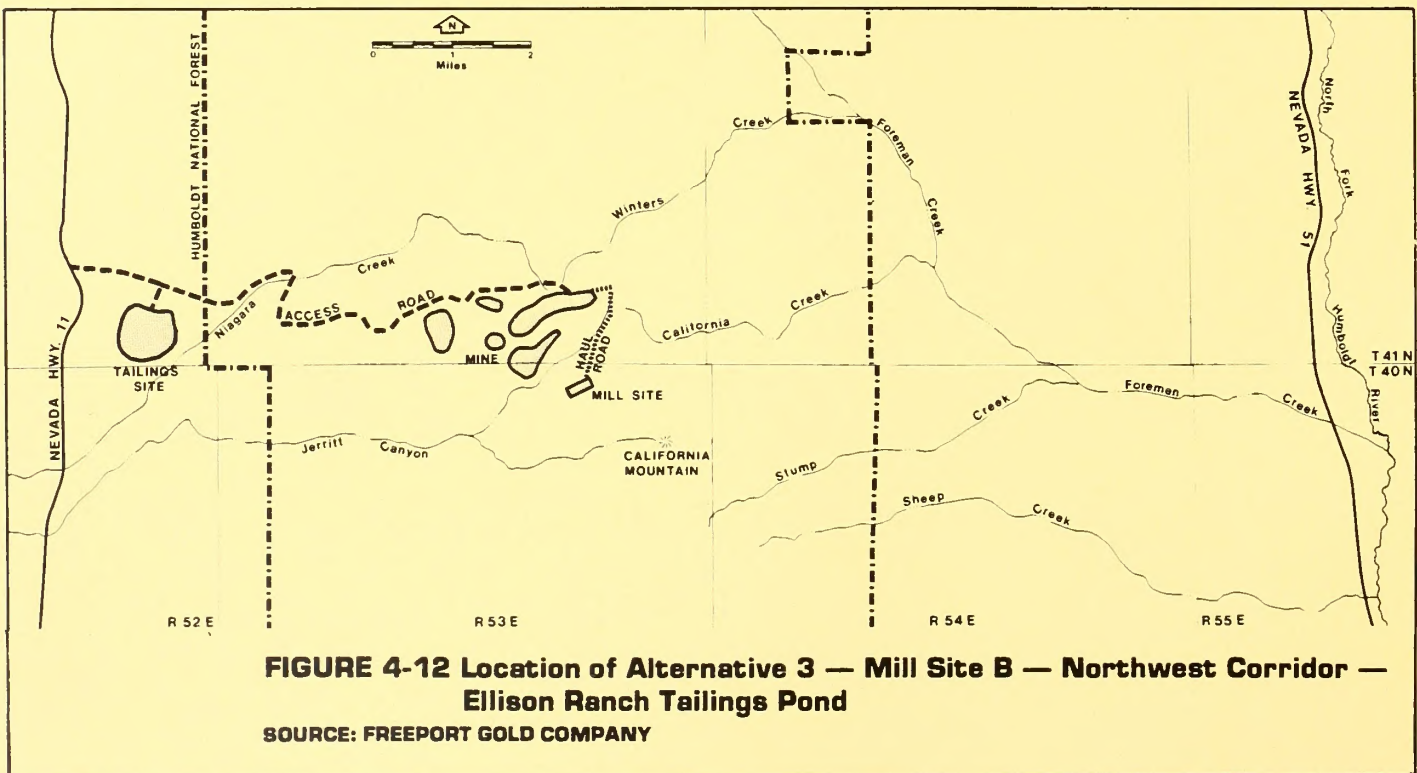 HUMBOLDT NATIONAL FOREST
N
0 1 2
Miles
Creek
Foreman
Creek
Winters
NEVADA HWY. 51
North
Fork
Humboldt
River
Creek
Niagara
ACCESS ROAD
Creek
California
NEVADA HWY. 11
TAILINGS
SITE
MINE
HAUL
ROAD
MILL SITE
T 41 N
T 40 N
Foreman
Creek
Creek
Stump
Jerritt Canyon
CALIFORNIA
MOUNTAIN
Sheep
Creek
R 52 E
R 53 E
R 54 E
R 55 E
FIGURE 4-12 Location of Alternative 3 — Mill Site B — Northwest Corridor —
Ellison Ranch Tailings Pond
SOURCE: FREEPORT GOLD COMPANY